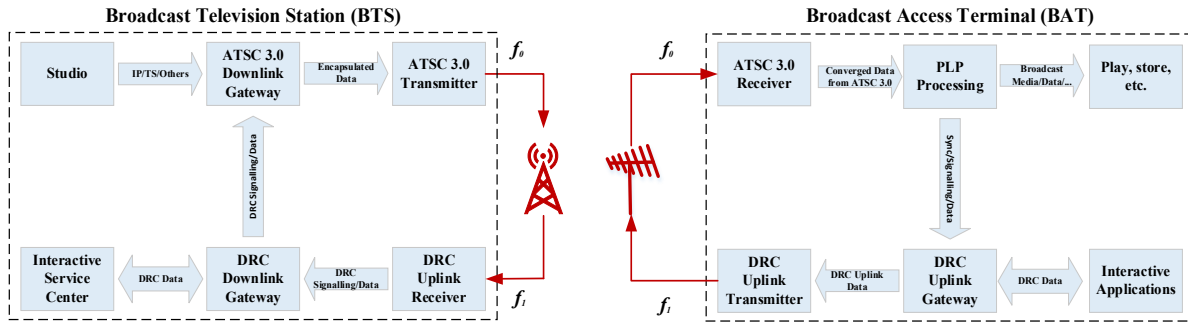 Broadcast Television Station (BTS)
Broadcast Access Terminal (BAT)
Studio
IP/TS/Others
ATSC 3.0
Downlink
Gateway
Encapsulated
Data
ATSC 3.0
Transmitter
f0
f0
ATSC 3.0
Receiver
Converged Data
from ATSC 3.0
PLP
Processing
Broadcast
Media/Data/...
Play, store,
etc.
DRC Signalling/Data
Sync/Signalling/Data
Interactive
Service
Center
DRC Data
DRC
Downlink
Gateway
DRC
Signalling/Data
DRC
Uplink
Receiver
f1
f1
DRC
Uplink
Transmitter
DRC Uplink
Data
DRC
Uplink
Gateway
DRC Data
Interactive
Applications